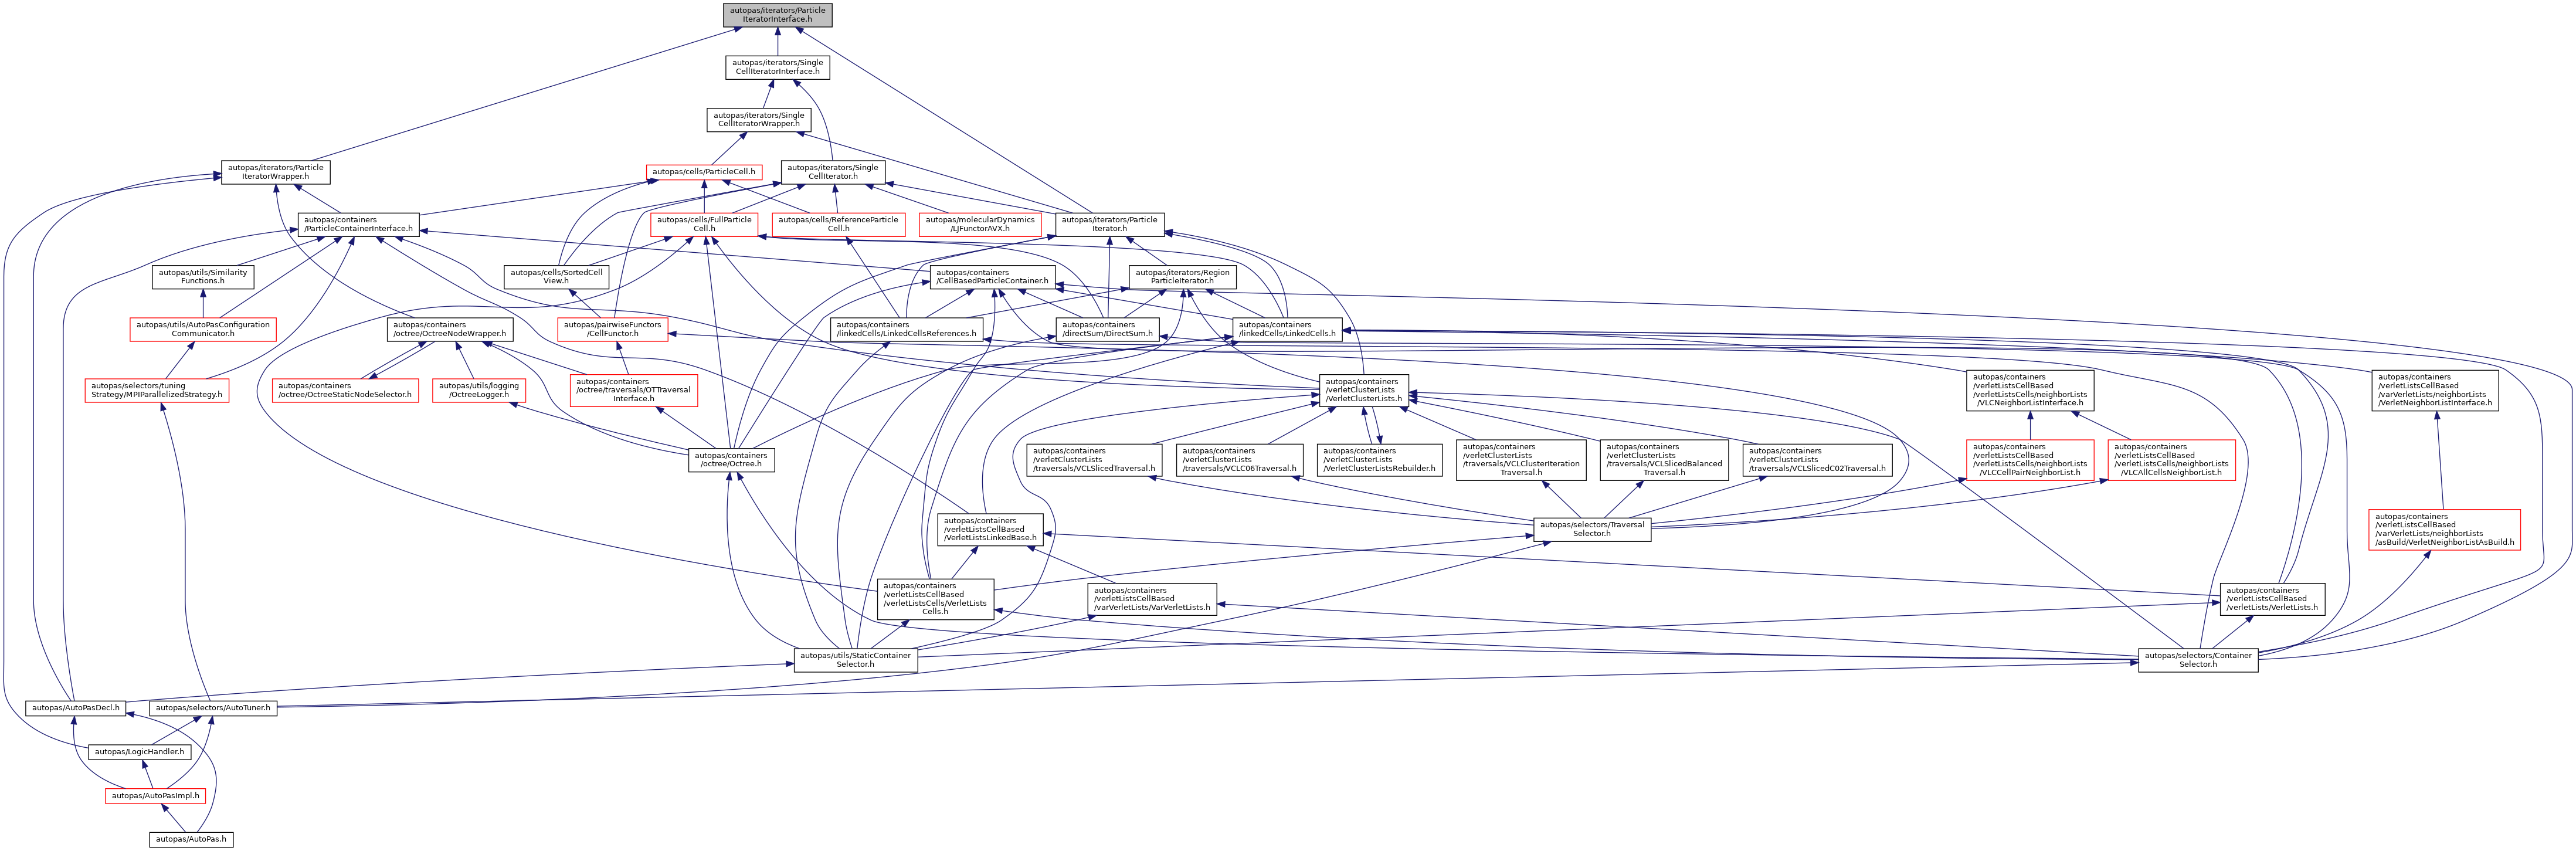 autopas/iterators/Particle
IteratorInterface.h
autopas/iterators/Single
CellIteratorInterface.h
autopas/iterators/Single
CellIteratorWrapper.h
autopas/iterators/Particle
IteratorWrapper.h
autopas/cells/ParticleCell.h
autopas/iterators/Single
CellIterator.h
autopas/containers
/ParticleContainerInterface.h
autopas/cells/FullParticle
Cell.h
autopas/cells/ReferenceParticle
Cell.h
autopas/molecularDynamics
/LJFunctorAVX.h
autopas/iterators/Particle
Iterator.h
autopas/utils/Similarity
Functions.h
autopas/cells/SortedCell
View.h
autopas/containers
/CellBasedParticleContainer.h
autopas/iterators/Region
ParticleIterator.h
autopas/utils/AutoPasConfiguration
Communicator.h
autopas/containers
/octree/OctreeNodeWrapper.h
autopas/pairwiseFunctors
/CellFunctor.h
autopas/containers
/linkedCells/LinkedCellsReferences.h
autopas/containers
/directSum/DirectSum.h
autopas/containers
/linkedCells/LinkedCells.h
autopas/selectors/tuning
Strategy/MPIParallelizedStrategy.h
autopas/containers
/octree/OctreeStaticNodeSelector.h
autopas/utils/logging
/OctreeLogger.h
autopas/containers
/octree/traversals/OTTraversal
Interface.h
autopas/containers
/verletClusterLists
/VerletClusterLists.h
autopas/containers
/verletListsCellBased
/verletListsCells/neighborLists
/VLCNeighborListInterface.h
autopas/containers
/verletListsCellBased
/varVerletLists/neighborLists
/VerletNeighborListInterface.h
autopas/containers
/octree/Octree.h
autopas/containers
/verletClusterLists
/traversals/VCLSlicedTraversal.h
autopas/containers
/verletClusterLists
/traversals/VCLC06Traversal.h
autopas/containers
/verletClusterLists
/VerletClusterListsRebuilder.h
autopas/containers
/verletClusterLists
/traversals/VCLClusterIteration
Traversal.h
autopas/containers
/verletClusterLists
/traversals/VCLSlicedBalanced
Traversal.h
autopas/containers
/verletClusterLists
/traversals/VCLSlicedC02Traversal.h
autopas/containers
/verletListsCellBased
/verletListsCells/neighborLists
/VLCCellPairNeighborList.h
autopas/containers
/verletListsCellBased
/verletListsCells/neighborLists
/VLCAllCellsNeighborList.h
autopas/containers
/verletListsCellBased
/VerletListsLinkedBase.h
autopas/selectors/Traversal
Selector.h
autopas/containers
/verletListsCellBased
/varVerletLists/neighborLists
/asBuild/VerletNeighborListAsBuild.h
autopas/containers
/verletListsCellBased
/verletListsCells/VerletLists
Cells.h
autopas/containers
/verletListsCellBased
/varVerletLists/VarVerletLists.h
autopas/containers
/verletListsCellBased
/verletLists/VerletLists.h
autopas/utils/StaticContainer
Selector.h
autopas/selectors/Container
Selector.h
autopas/AutoPasDecl.h
autopas/selectors/AutoTuner.h
autopas/LogicHandler.h
autopas/AutoPasImpl.h
autopas/AutoPas.h